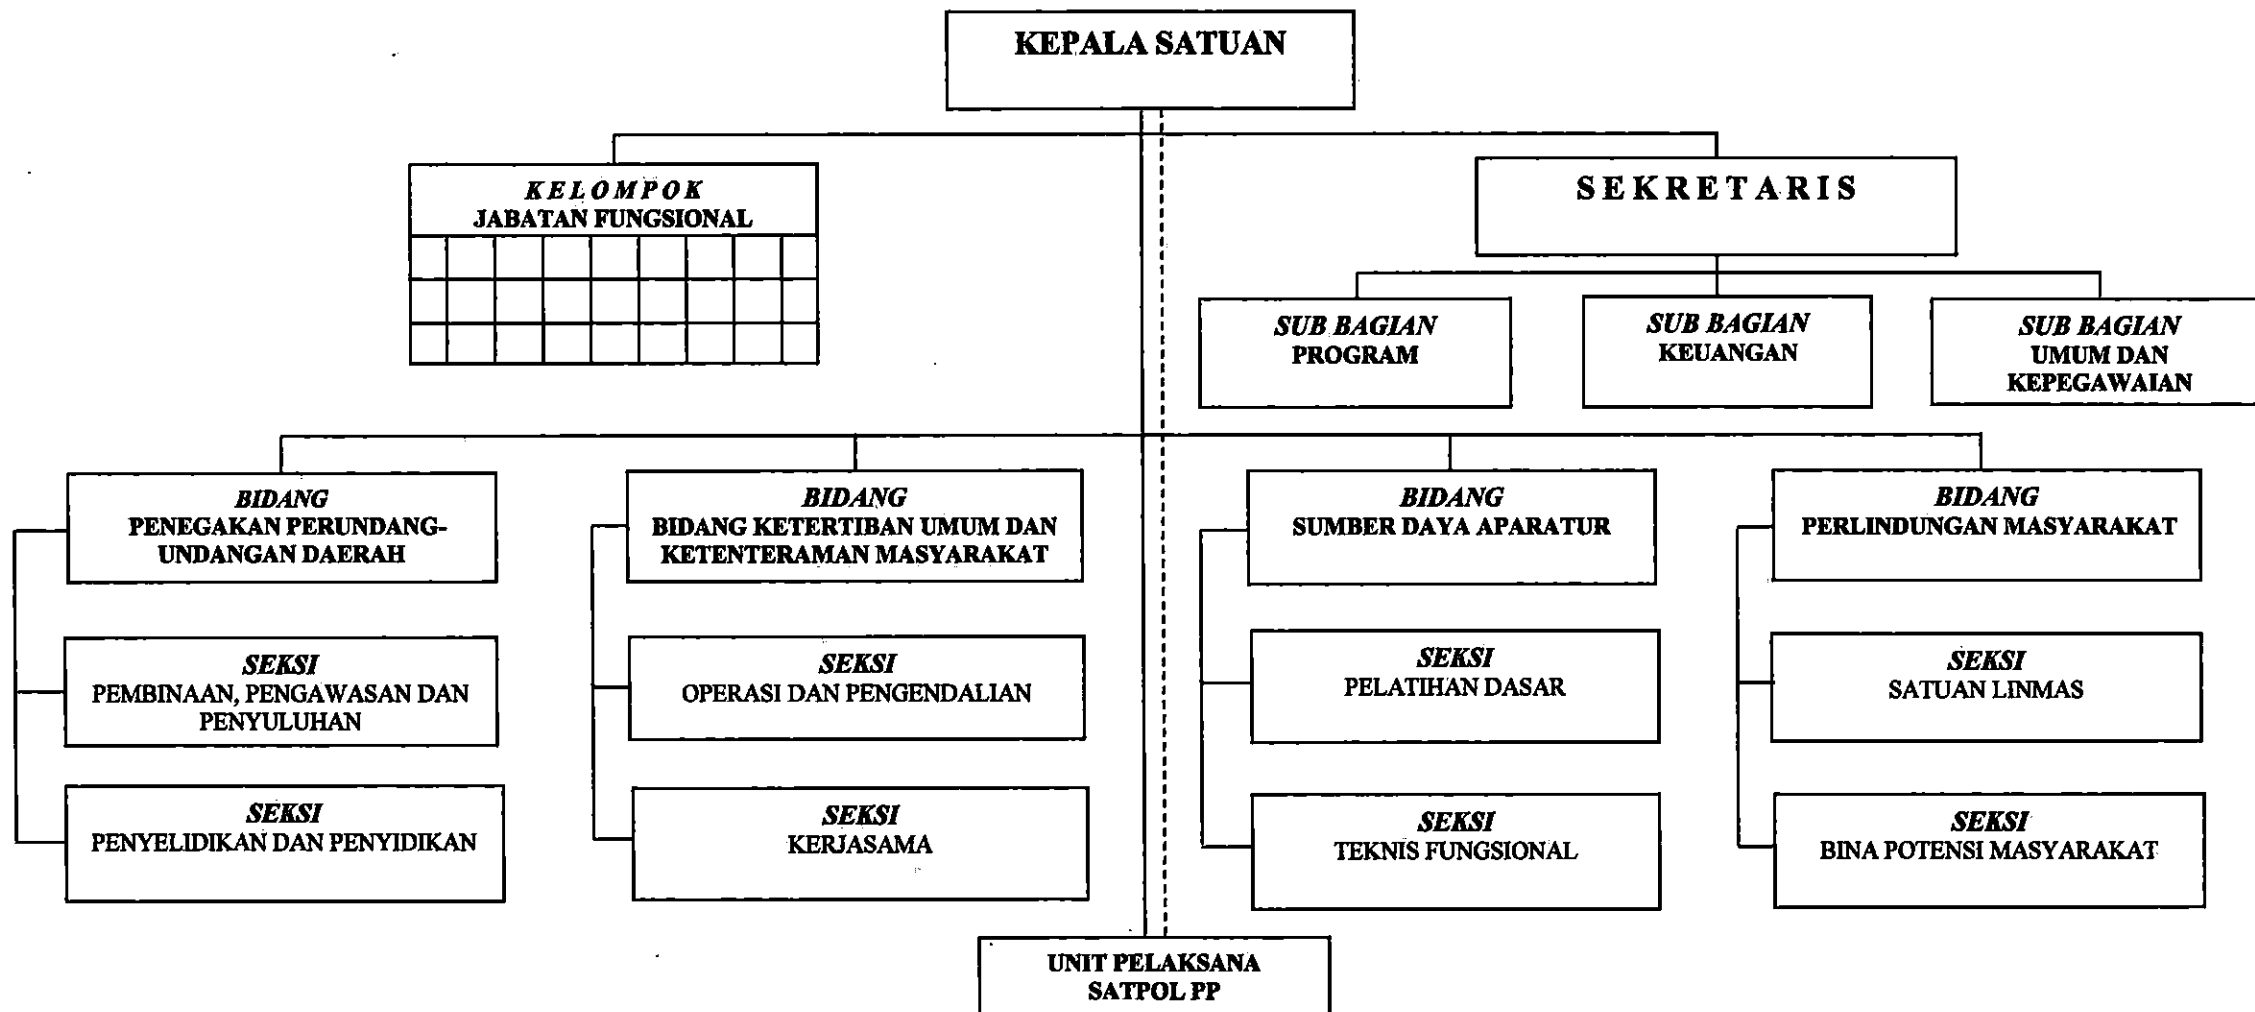 KEPALA SATUAN
KELOMPOK
JABATAN FUNGSIONAL
SEKRETARIS
SUB BAGIAN
PROGRAM
SUB BAGIAN
KEUANGAN
SUB BAGIAN
UMUM DAN
KEPEGAWAIAN
BIDANG
PENEGAKAN PERUNDANG-
UNDANGAN DAERAH
BIDANG
BIDANG KETERTIBAN UMUM DAN
KETENTERAMAN MASYARAKAT
BIDANG
SUMBER DAYA APARATUR
BIDANG
PERLINDUNGAN MASYARAKAT
SEKSI
PEMBINAAN, PENGAWASAN DAN
PENYULUHAN
SEKSI
OPERASI DAN PENGENDALIAN
SEKSI
PELATIHAN DASAR
SEKSI
SATUAN LINMAS
SEKSI
PENYELIDIKAN DAN PENYIDIKAN
SEKSI
KERJASAMA
SEKSI
TEKNIS FUNGSIONAL
SEKSI
BINA POTENSI MASYARAKAT
UNIT PELAKSANA
SATPOL PP